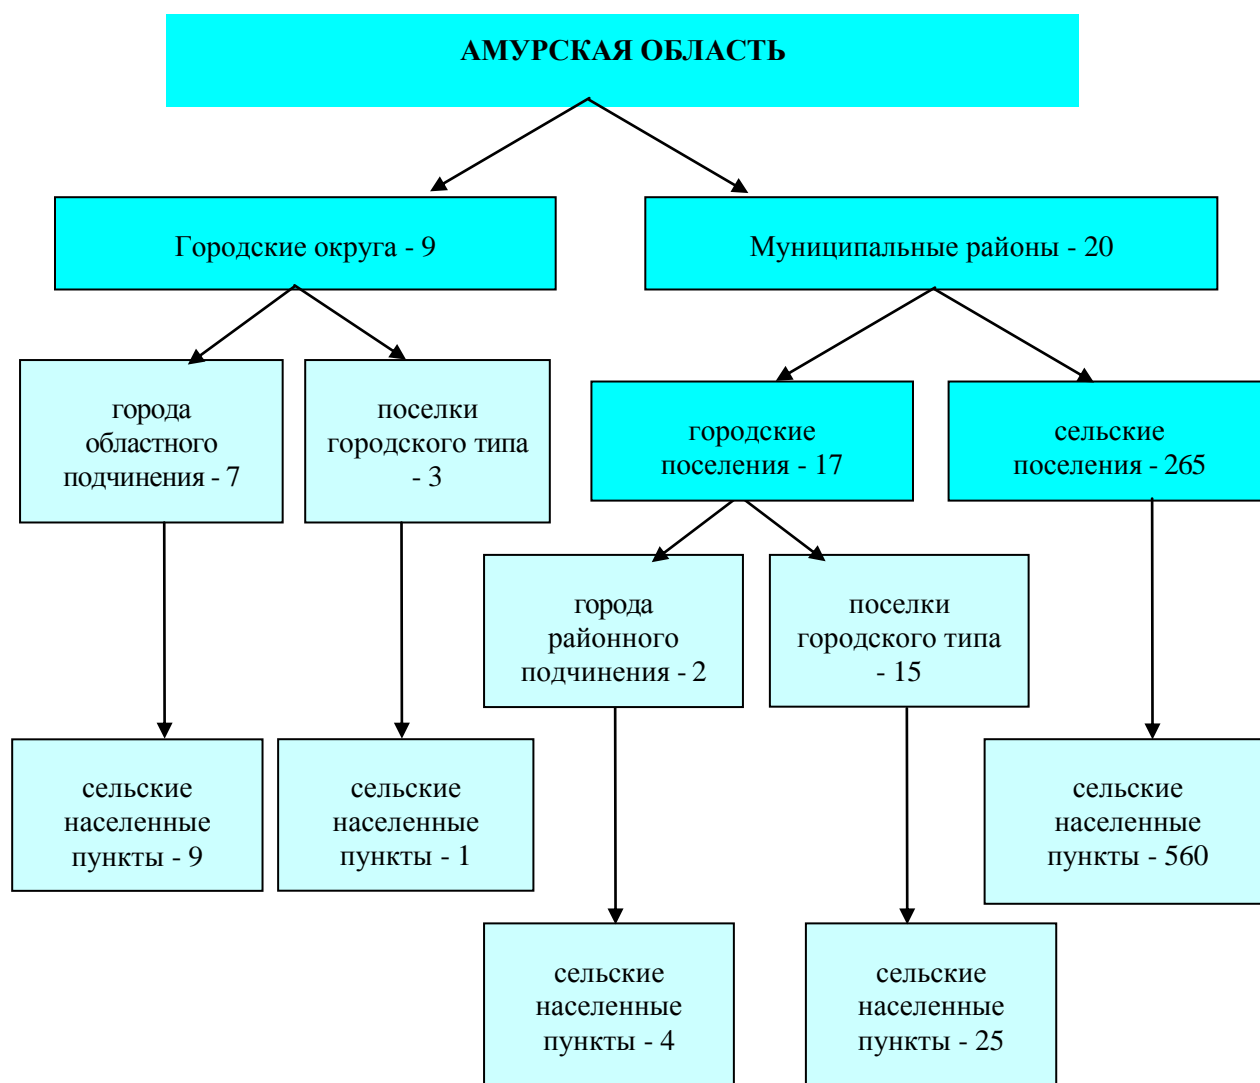 АМУРСКАЯ ОБЛАСТЬ
Городские округа - 9
Муниципальные районы - 20
города
областного
подчинения - 7
поселки
городского типа
- 3
городские
поселения - 17
сельские
поселения - 265
города
районного
подчинения - 2
поселки
городского типа
- 15
сельские
населенные
пункты - 9
сельские
населенные
пункты - 1
сельские
населенные
пункты - 560
сельские
населенные
пункты - 4
сельские
населенные
пункты - 25